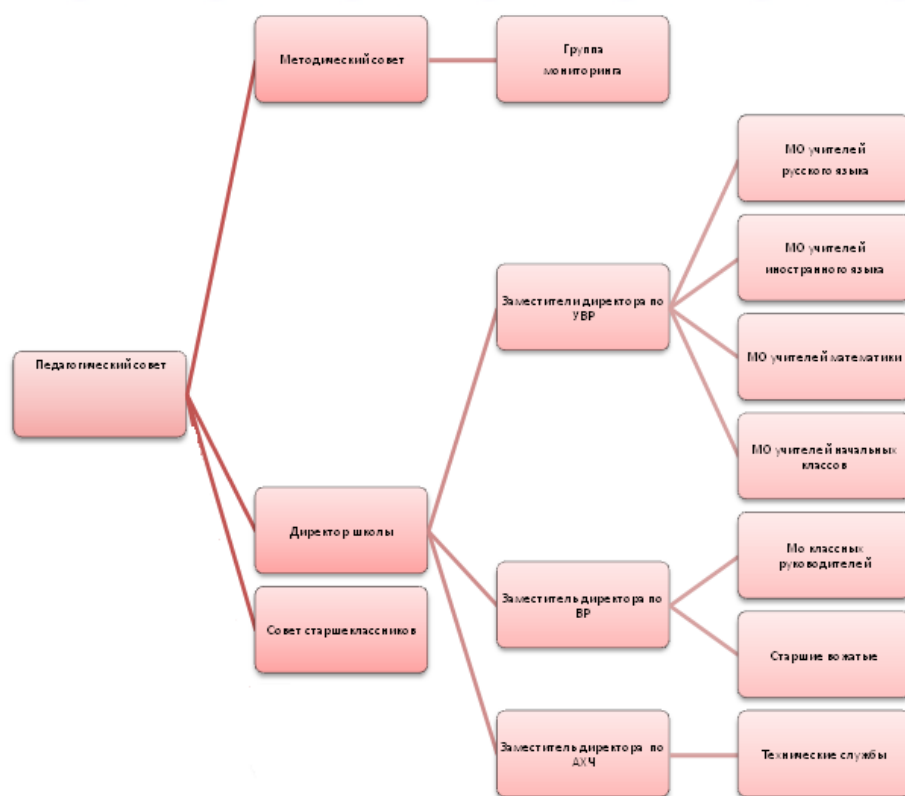 Методический совет
Группа
мониторинга
МО учителей
русского языка
МО учителей
иностранного языка
Заместители директора по
УВР
МО учителей математики
Педагогический совет
МО учителей начальных
классов
Директор школы
Мо классных
руководителей
Заместитель директора по
ВР
Совет старшеклассников
Старшие вожатые
Заместитель директора по
АХЧ
Технические службы